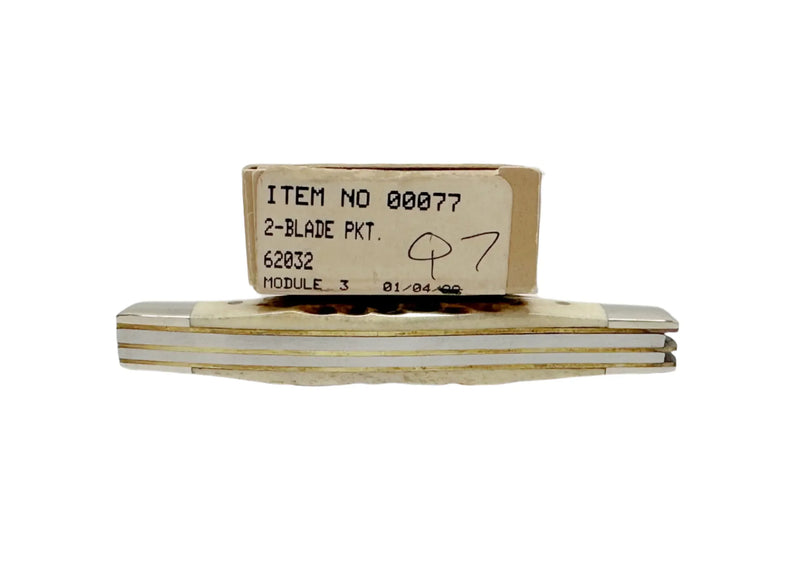 ITEM NO 00077
2-BLADE PKT.
62032 97
MODULE 3 01/04/